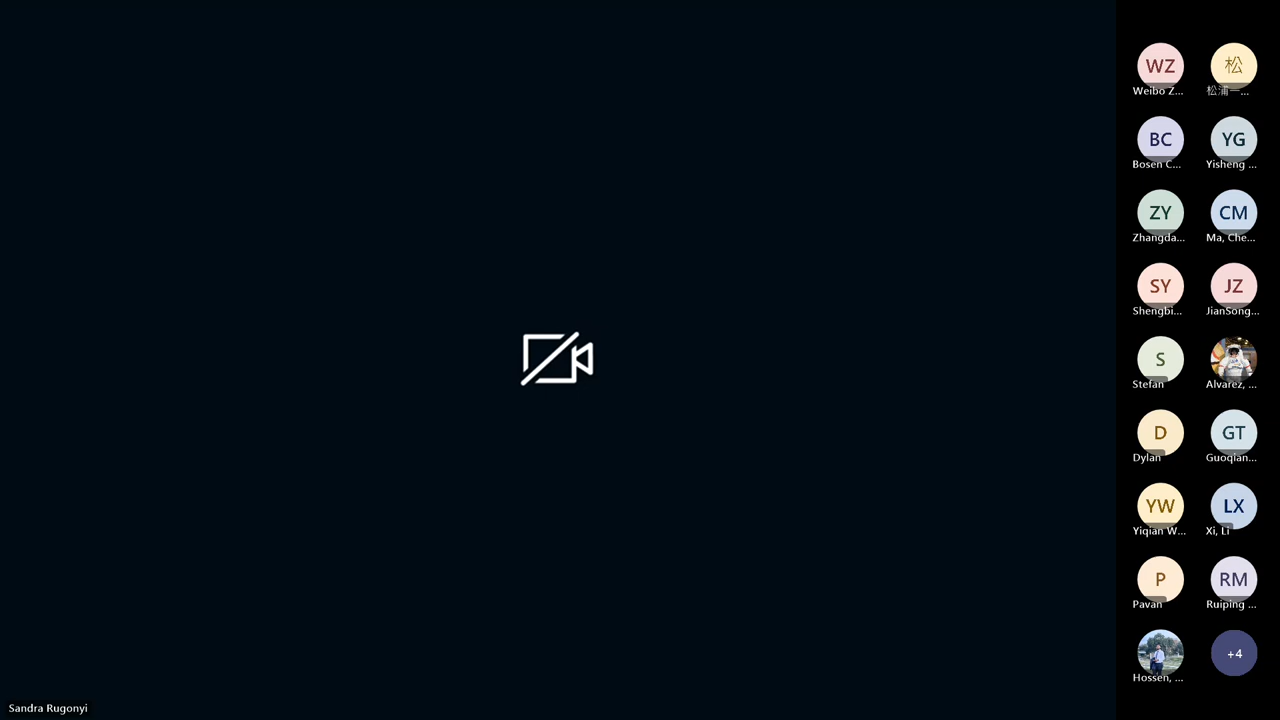 WZ
松
Weibo Z...
松浦一...
BC
YG
Bosen C...
Yisheng ...
ZY
CM
Zhangda...
Ma, Che...
SY
JZ
Shengbi...
JianSong...
S
Stefan
Alvarez, ...
D
GT
Dylan
Guoqian...
YW
LX
Yiqian W...
Xi, Li
P
RM
Pavan
Ruiping ...
+4
Hossen, ...
Sandra Rugonyi